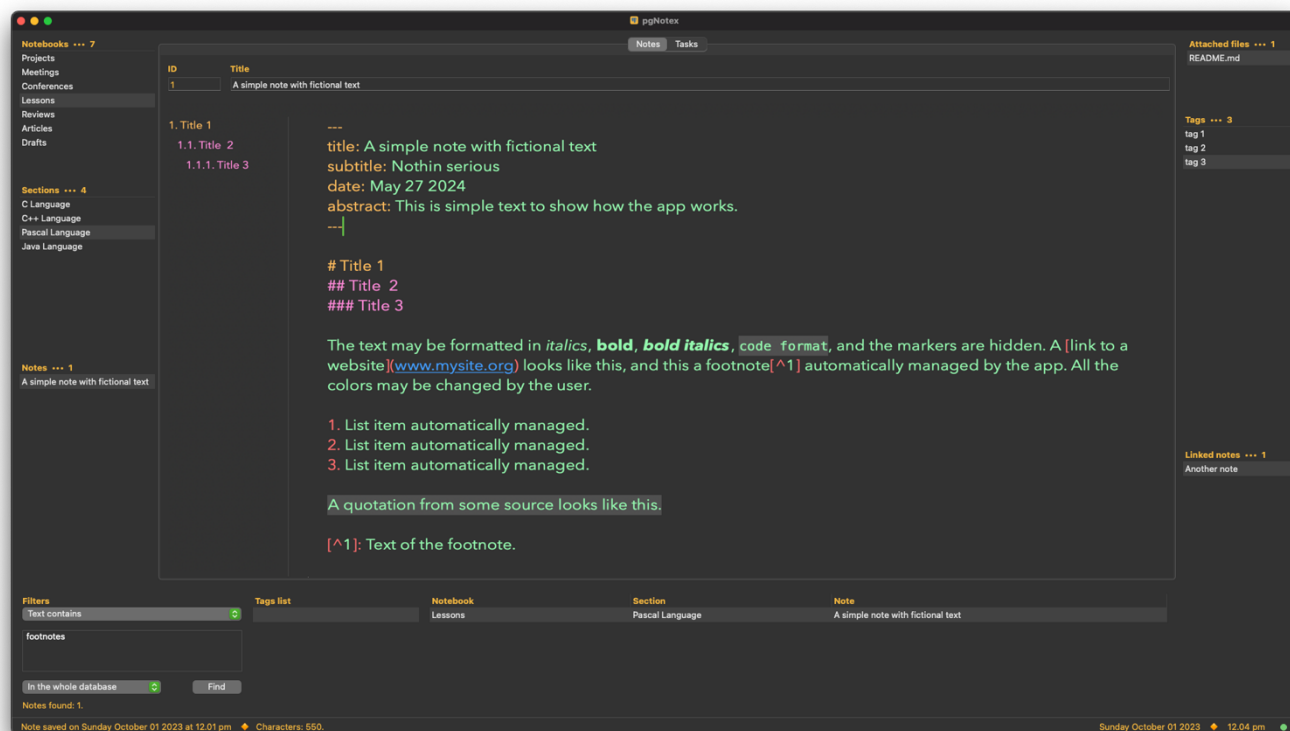 pgNotex
Notebooks ••• 7
Projects
Meetings
Conferences
Lessons
Reviews
Articles
Drafts
Sections ••• 4
C Language
C++ Language
Pascal Language
Java Language
Notes ••• 1
A simple note with fictional text
Notes Tasks
ID Title
1 A simple note with fictional text
1. Title 1
1.1. Title 2
1.1.1. Title 3
---
title: A simple note with fictional text
subtitle: Nothin serious
date: May 27 2024
abstract: This is simple text to show how the app works.
---
# Title 1
## Title 2
### Title 3
The text may be formatted in italics, bold, bold italics, code format, and the markers are hidden. A [link to a
website](www.mysite.org) looks like this, and this a footnote[^1] automatically managed by the app. All the
colors may be changed by the user.
1. List item automatically managed.
2. List item automatically managed.
3. List item automatically managed.
A quotation from some source looks like this.
[^1]: Text of the footnote.
Attached files ••• 1
README.md
Tags ••• 3
tag 1
tag 2
tag 3
Linked notes ••• 1
Another note
Filters
Text contains
footnotes
In the whole database Find
Notes found: 1.
Tags list
Notebook Section Note
Lessons Pascal Language A simple note with fictional text
Note saved on Sunday October 01 2023 at 12.01 pm ◆ Characters: 550.
Sunday October 01 2023 ◆ 12.04 pm